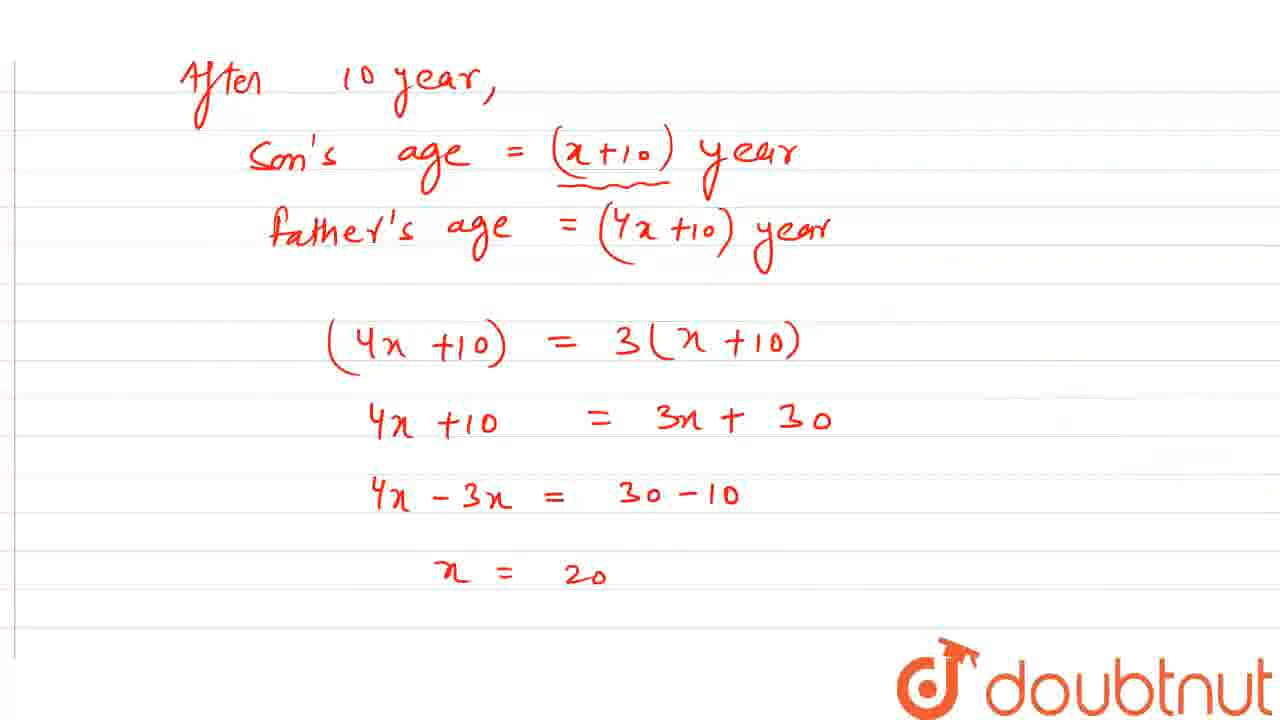 After 10 year,
Son's age = (x+10) year
father's age = (4x+10) year
(4x +10) = 3(x +10)
4x +10 = 3x + 30
4x - 3x = 30-10
x = 20
doubtnut